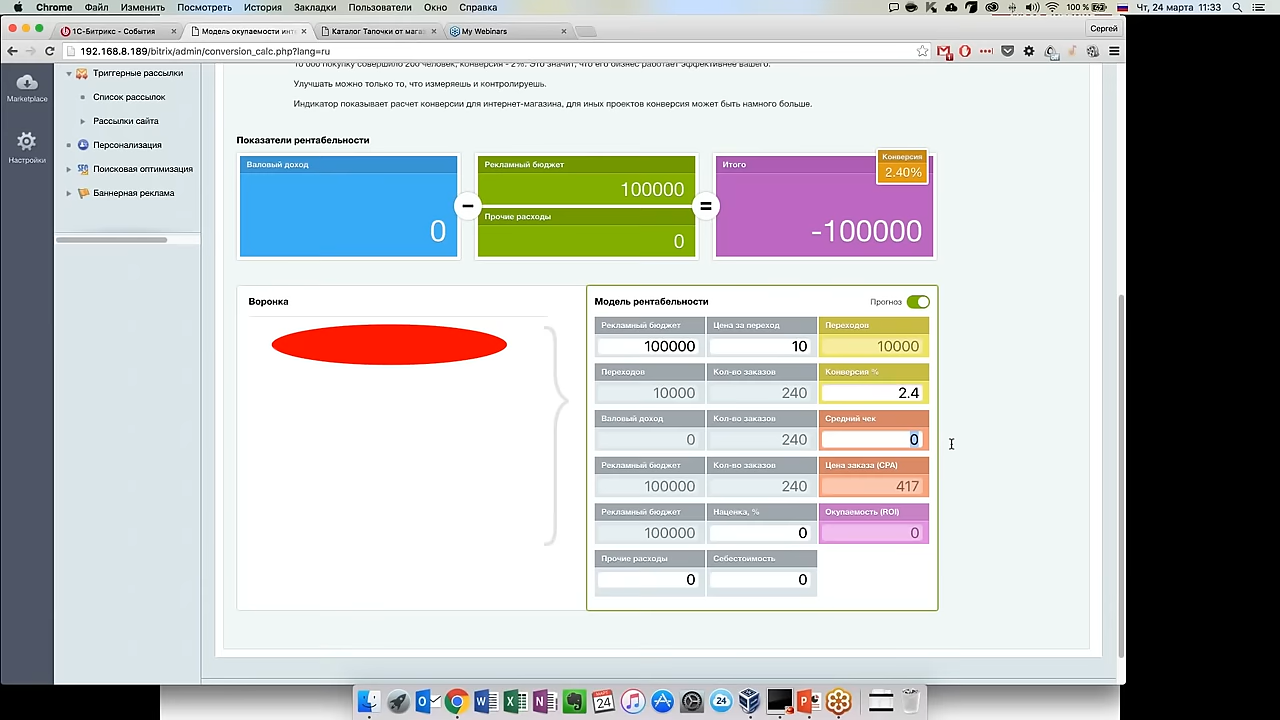 Chrome Файл Изменить Посмотреть История Закладки Пользователи Окно Справка 100 % Чт, 24 марта 11:33
1С-Битрикс - События Модель окупаемости инт Каталог Тапочки от мага My Webinars Сергей
192.168.8.189/bitrix/admin/conversion_calc.php?lang=ru
Marketplace
Настройки
Триггерные рассылки
Список рассылок
Рассылки сайта
Персонализация
Поисковая оптимизация
Баннерная реклама
Улучшать можно только то, что измеряешь и контролируешь.
Индикатор показывает расчет конверсии для интернет-магазина, для иных проектов конверсия может быть намного больше.
Показатели рентабельности
Валовый доход
0
−
Рекламный бюджет
100000
Прочие расходы
0
=
Итого
Конверсия
2.40%
-100000
Воронка
Модель рентабельности Прогноз
Рекламный бюджет Цена за переход Переходов
100000 10 10000
Переходов Кол-во заказов Конверсия %
10000 240 2.4
Валовый доход Кол-во заказов Средний чек
0 240 0
Рекламный бюджет Кол-во заказов Цена заказа (CPA)
100000 240 417
Рекламный бюджет Наценка, % Окупаемость (ROI)
100000 0 0
Прочие расходы Себестоимость
0 0